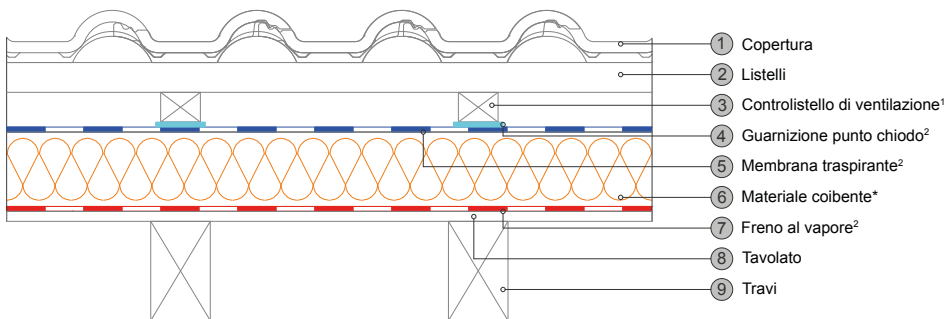 1 Copertura
2 Listelli
3 Controlistello di ventilazione¹
4 Guarnizione punto chiodo²
5 Membrana traspirante²
6 Materiale coibente*
7 Freno al vapore²
8 Tavolato
9 Travi